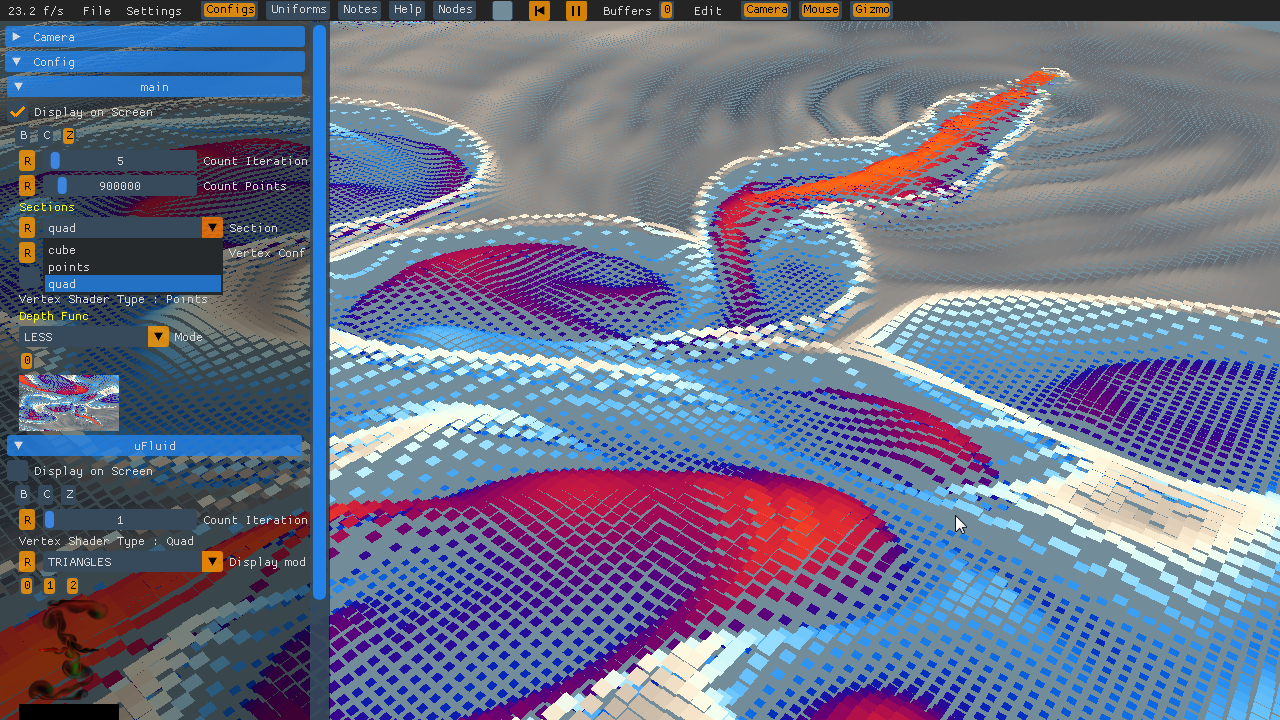 23.2 f/s File Settings Configs Uniforms Notes Help Nodes Buffers 0 Edit Camera Mouse Gizmo
Camera
Config
main
Display on Screen
B C Z
R 5 Count Iteration
R 900000 Count Points
Sections
R quad Section
cube
R Vertex Conf
points
quad
Vertex Shader Type : Points
Depth Func
LESS Mode
0
uFluid
Display on Screen
B C Z
R 1 Count Iteration
Vertex Shader Type : Quad
R TRIANGLES Display mod
0 1 2